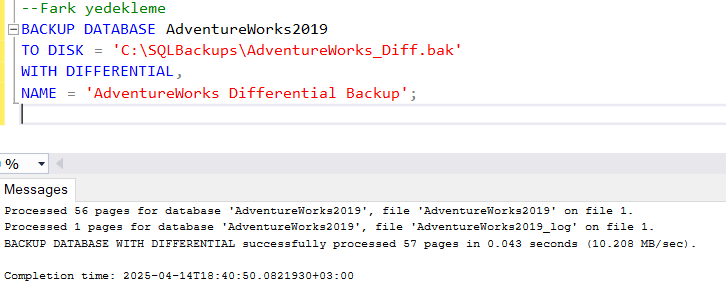 --Fark yedekleme
BACKUP DATABASE AdventureWorks2019
TO DISK = 'C:\SQLBackups\AdventureWorks_Diff.bak'
WITH DIFFERENTIAL,
NAME = 'AdventureWorks Differential Backup';
%
Messages
Processed 56 pages for database 'AdventureWorks2019', file 'AdventureWorks2019' on file 1.
Processed 1 pages for database 'AdventureWorks2019', file 'AdventureWorks2019_log' on file 1.
BACKUP DATABASE WITH DIFFERENTIAL successfully processed 57 pages in 0.043 seconds (10.208 MB/sec).
Completion time: 2025-04-14T18:40:50.0821930+03:00